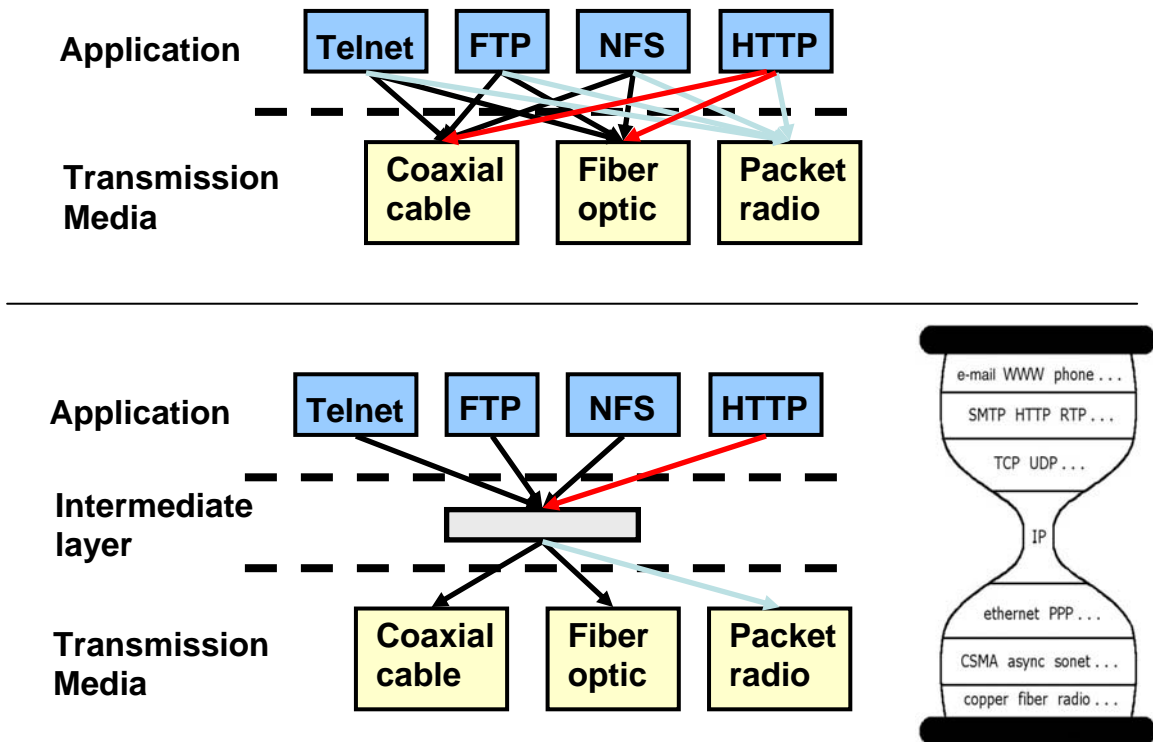 Application
Telnet FTP NFS HTTP
Transmission
Media
Coaxial
cable
Fiber
optic
Packet
radio
Application
Telnet FTP NFS HTTP
Intermediate
layer
Transmission
Media
Coaxial
cable
Fiber
optic
Packet
radio
e-mail WWW phone . . .
SMTP HTTP RTP...
TCP UDP...
IP
ethernet PPP...
CSMA async sonet...
copper fiber radio...